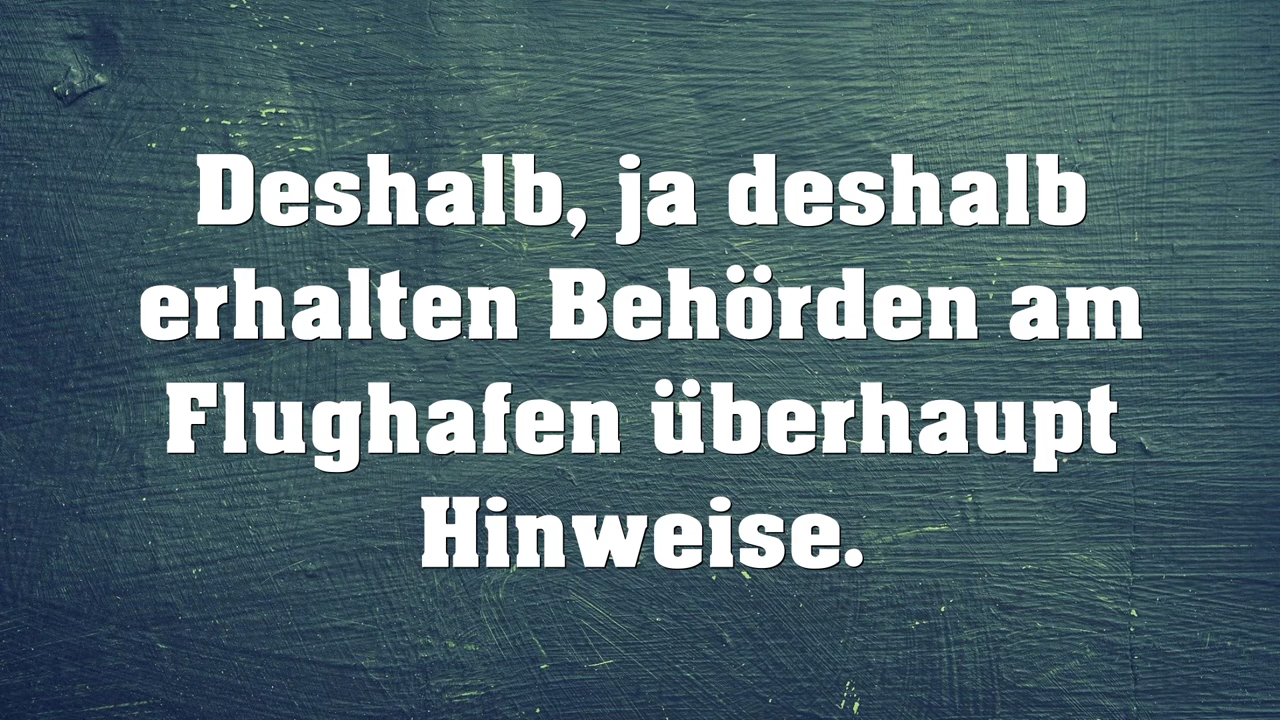 Deshalb, ja deshalb
erhalten Behörden am
Flughafen überhaupt
Hinweise.